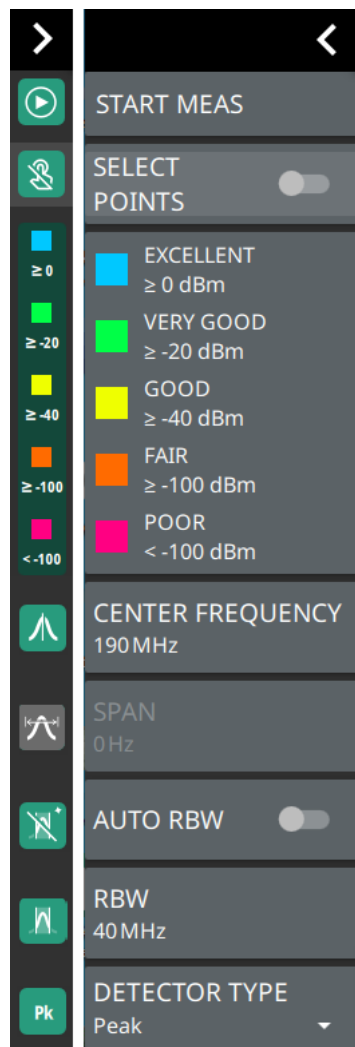 ≥ 0
≥ -20
≥ -40
≥ -100
< -100
Pk
START MEAS
SELECT
POINTS
EXCELLENT
≥ 0 dBm
VERY GOOD
≥ -20 dBm
GOOD
≥ -40 dBm
FAIR
≥ -100 dBm
POOR
< -100 dBm
CENTER FREQUENCY
190 MHz
SPAN
0 Hz
AUTO RBW
RBW
40 MHz
DETECTOR TYPE
Peak